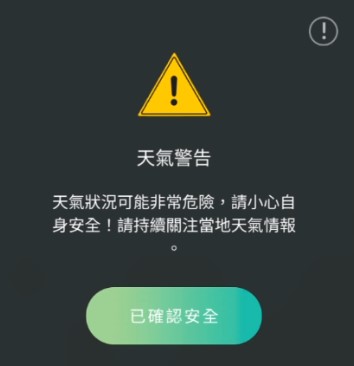 天氣警告
天氣狀況可能非常危險，請小心自
身安全！請持續關注當地天氣情報
。
已確認安全